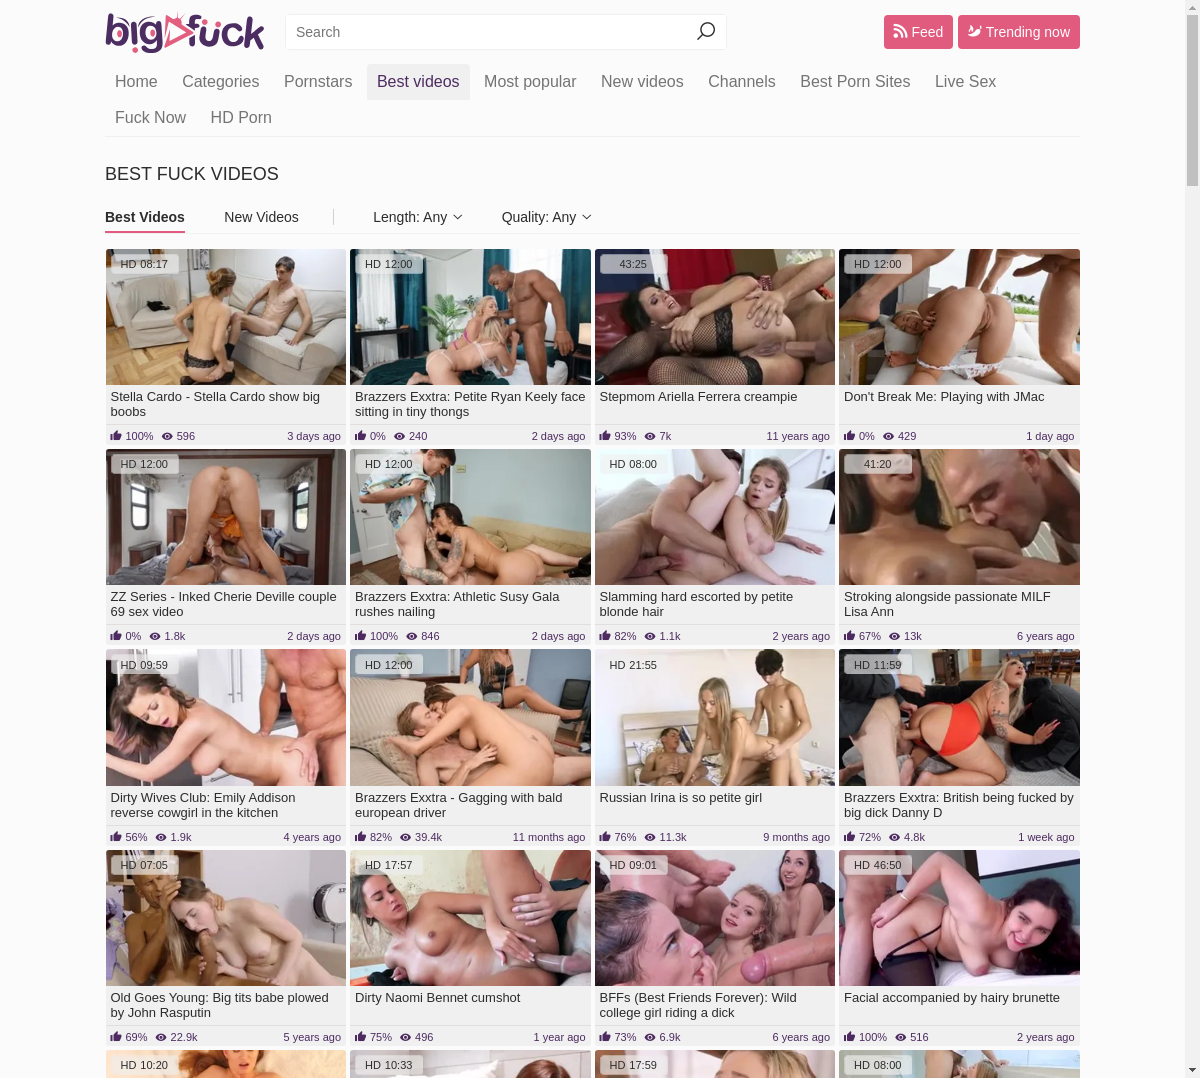 bigfuck
Search
Feed
Trending now
Home Categories Pornstars Best videos Most popular New videos Channels Best Porn Sites Live Sex
Fuck Now HD Porn
BEST FUCK VIDEOS
Best Videos New Videos Length: Any Quality: Any
HD 08:17
Stella Cardo - Stella Cardo show big
boobs
100% 596 3 days ago
HD 12:00
Brazzers Exxtra: Petite Ryan Keely face
sitting in tiny thongs
0% 240 2 days ago
43:25
Stepmom Ariella Ferrera creampie
93% 7k 11 years ago
HD 12:00
Don't Break Me: Playing with JMac
0% 429 1 day ago
HD 12:00
ZZ Series - Inked Cherie Deville couple
69 sex video
0% 1.8k 2 days ago
HD 12:00
Brazzers Exxtra: Athletic Susy Gala
rushes nailing
100% 846 2 days ago
HD 08:00
Slamming hard escorted by petite
blonde hair
82% 1.1k 2 years ago
41:20
Stroking alongside passionate MILF
Lisa Ann
67% 13k 6 years ago
HD 09:59
Dirty Wives Club: Emily Addison
reverse cowgirl in the kitchen
56% 1.9k 4 years ago
HD 12:00
Brazzers Exxtra - Gagging with bald
european driver
82% 39.4k 11 months ago
HD 21:55
Russian Irina is so petite girl
76% 11.3k 9 months ago
HD 11:59
Brazzers Exxtra: British being fucked by
big dick Danny D
72% 4.8k 1 week ago
HD 07:05
Old Goes Young: Big tits babe plowed
by John Rasputin
69% 22.9k 5 years ago
HD 17:57
Dirty Naomi Bennet cumshot
75% 496 1 year ago
HD 09:01
BFFs (Best Friends Forever): Wild
college girl riding a dick
73% 6.9k 6 years ago
HD 46:50
Facial accompanied by hairy brunette
100% 516 2 years ago
HD 10:20
HD 10:33
HD 17:59
HD 08:00